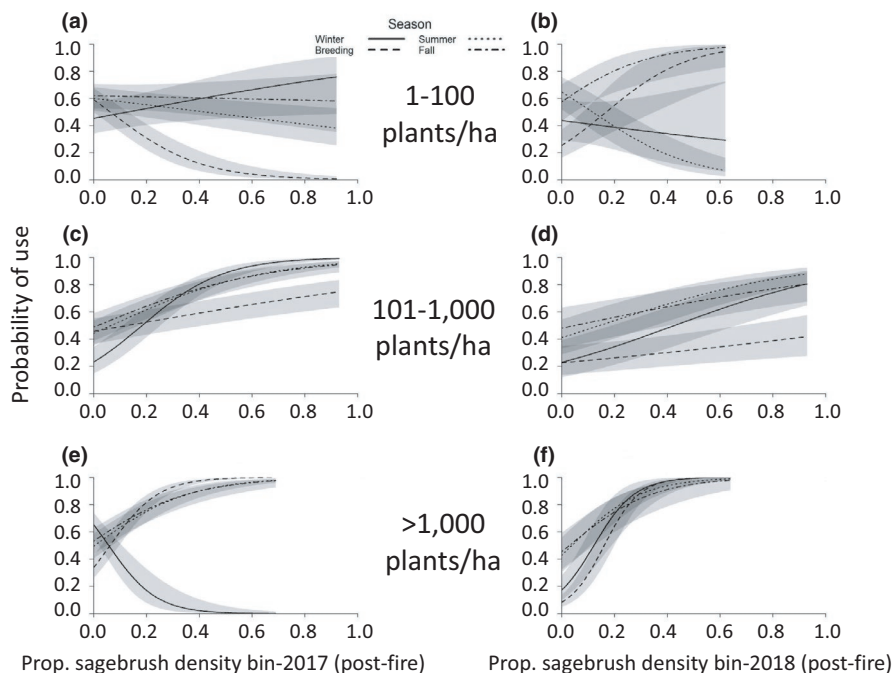 (a)
Season
(b)
Winter Summer
Breeding Fall
1.0
0.8
0.6
0.4
0.2
0.0
0.0 0.2 0.4 0.6 0.8 1.0
1-100
plants/ha
1.0
0.8
0.6
0.4
0.2
0.0
0.0 0.2 0.4 0.6 0.8 1.0
Probability of use
(c)
1.0
0.8
0.6
0.4
0.2
0.0
0.0 0.2 0.4 0.6 0.8 1.0
101-1,000
plants/ha
(d)
1.0
0.8
0.6
0.4
0.2
0.0
0.0 0.2 0.4 0.6 0.8 1.0
(e)
1.0
0.8
0.6
0.4
0.2
0.0
0.0 0.2 0.4 0.6 0.8 1.0
>1,000
plants/ha
(f)
1.0
0.8
0.6
0.4
0.2
0.0
0.0 0.2 0.4 0.6 0.8 1.0
Prop. sagebrush density bin-2017 (post-fire)
Prop. sagebrush density bin-2018 (post-fire)